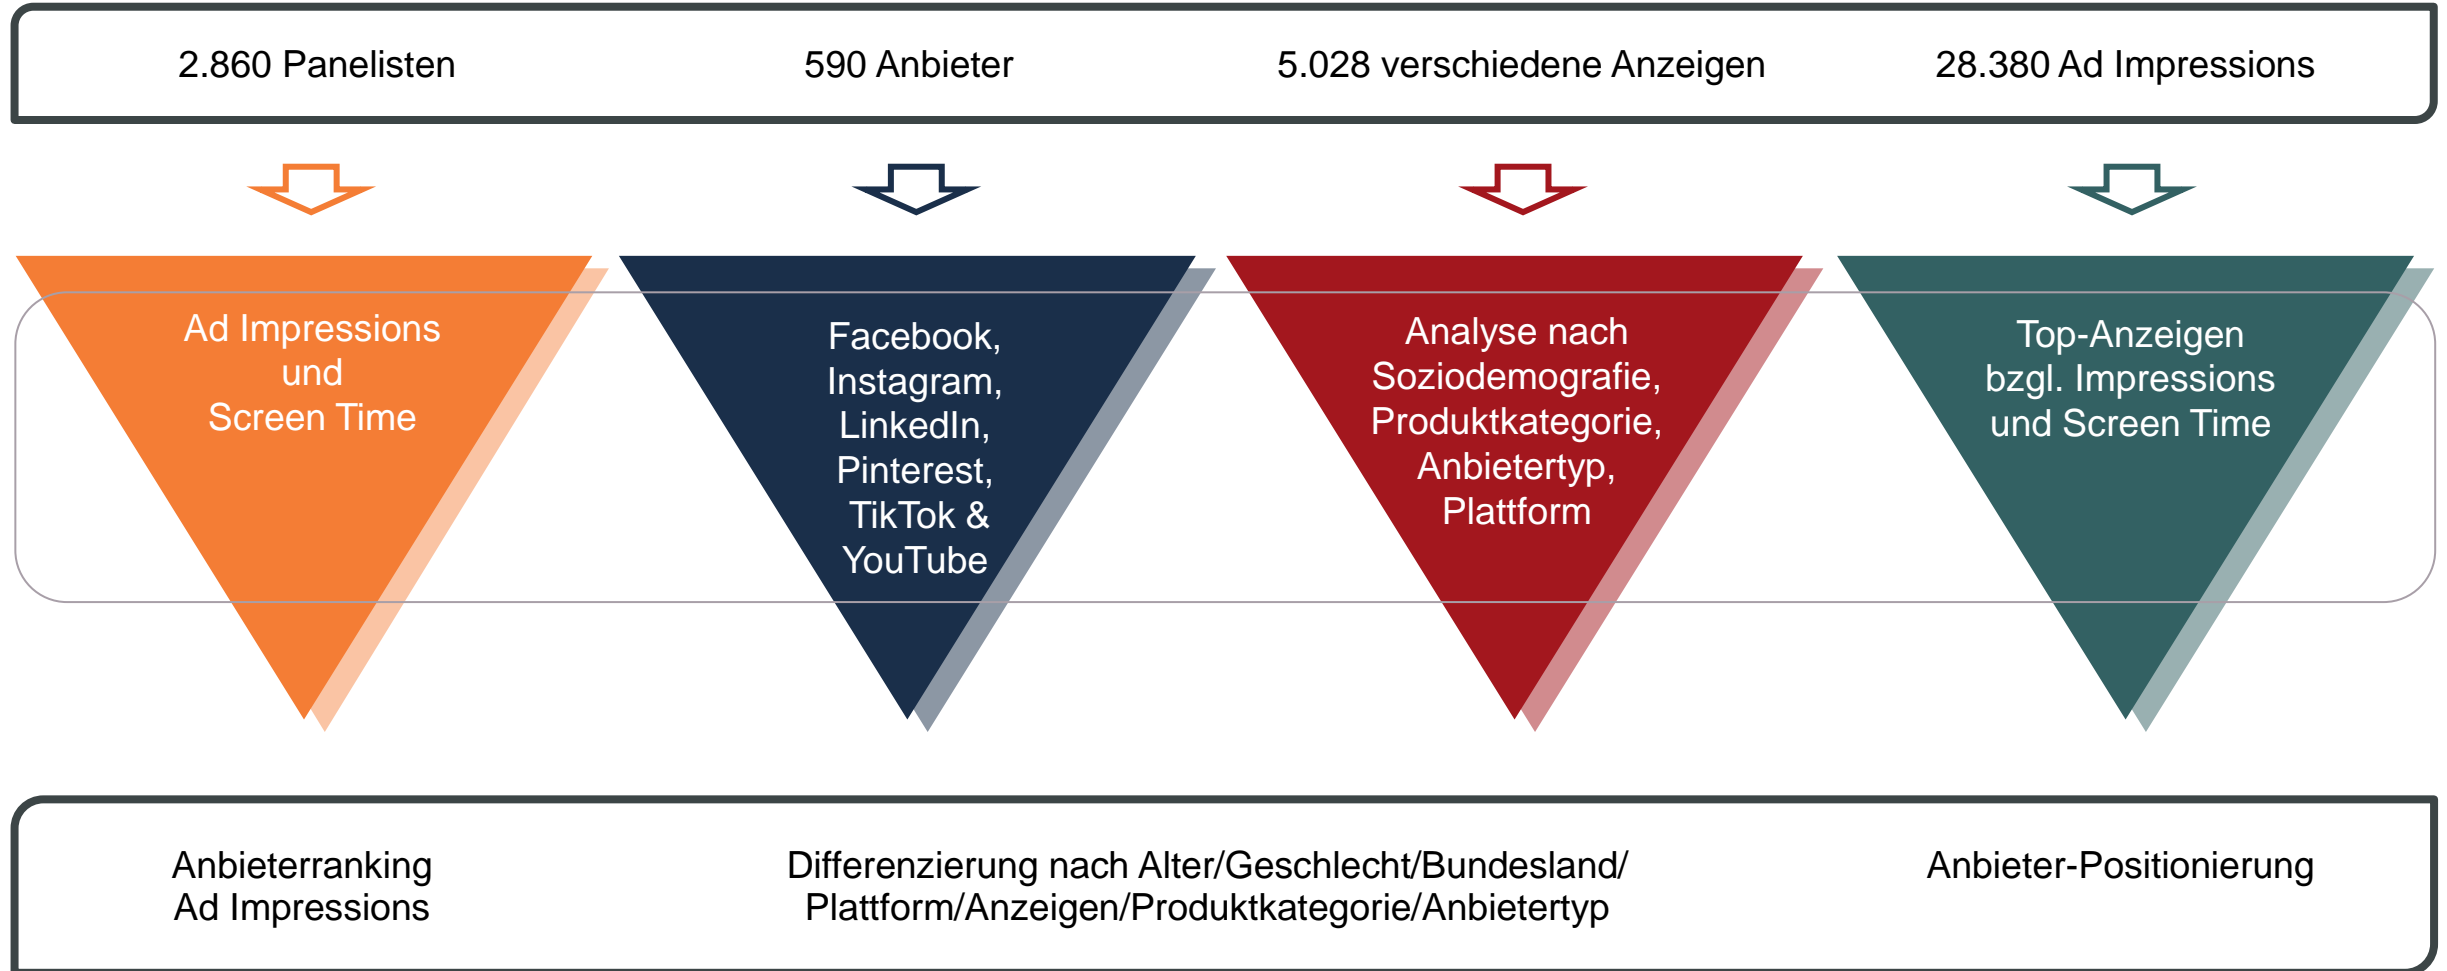 2.860 Panelisten
590 Anbieter
5.028 verschiedene Anzeigen
28.380 Ad Impressions
Ad Impressions
und
Screen Time
Facebook,
Instagram,
LinkedIn,
Pinterest,
TikTok &
YouTube
Analyse nach
Soziodemografie,
Produktkategorie,
Anbietertyp,
Plattform
Top-Anzeigen
bzgl. Impressions
und Screen Time
Anbieterranking
Ad Impressions
Differenzierung nach Alter/Geschlecht/Bundesland/
Plattform/Anzeigen/Produktkategorie/Anbietertyp
Anbieter-Positionierung